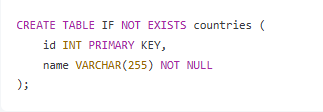 CREATE TABLE IF NOT EXISTS countries (
    id INT PRIMARY KEY,
    name VARCHAR(255) NOT NULL
);